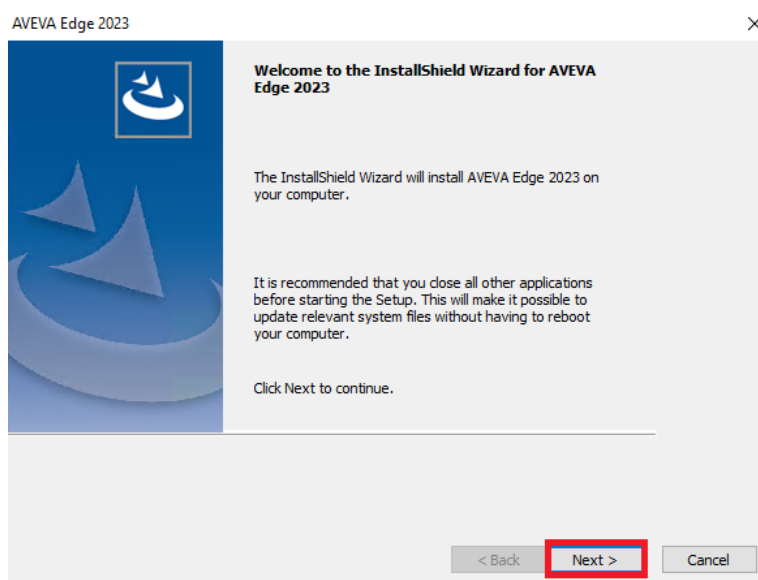 AVEVA Edge 2023
Welcome to the InstallShield Wizard for AVEVA
Edge 2023
The InstallShield Wizard will install AVEVA Edge 2023 on
your computer.
It is recommended that you close all other applications
before starting the Setup. This will make it possible to
update relevant system files without having to reboot
your computer.
Click Next to continue.
< Back Next > Cancel